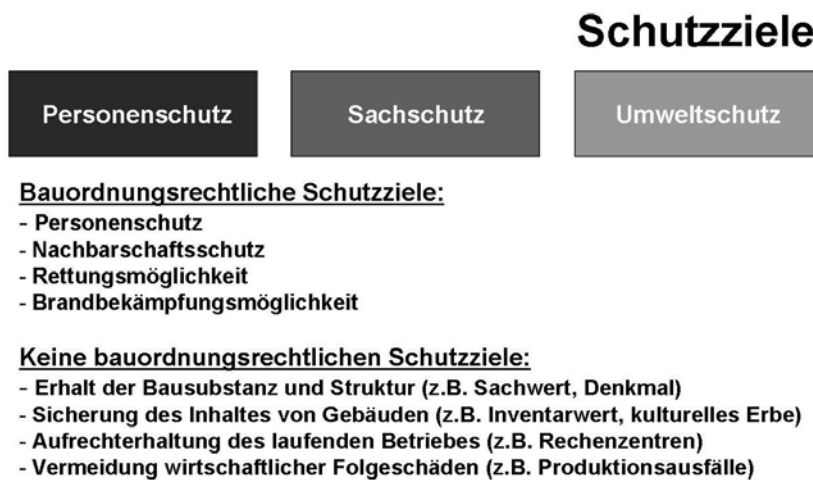 Schutzziele
Personenschutz Sachschutz Umweltschutz
Bauordnungsrechtliche Schutzziele:
- Personenschutz
- Nachbarschaftsschutz
- Rettungsmöglichkeit
- Brandbekämpfungsmöglichkeit
Keine bauordnungsrechtlichen Schutzziele:
- Erhalt der Bausubstanz und Struktur (z.B. Sachwert, Denkmal)
- Sicherung des Inhaltes von Gebäuden (z.B. Inventarwert, kulturelles Erbe)
- Aufrechterhaltung des laufenden Betriebes (z.B. Rechenzentren)
- Vermeidung wirtschaftlicher Folgeschäden (z.B. Produktionsausfälle)